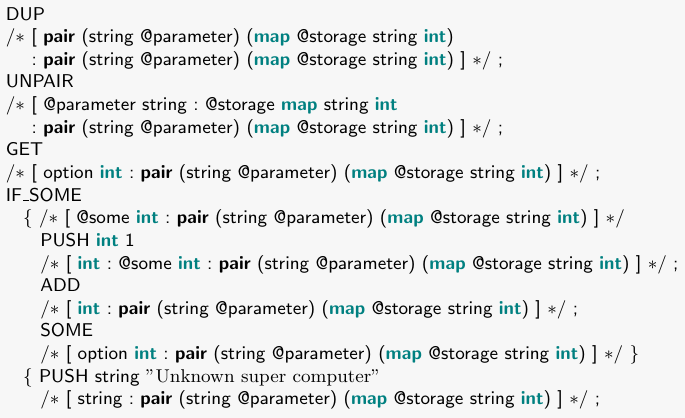 DUP
/* [ pair (string @parameter) (map @storage string int)
: pair (string @parameter) (map @storage string int) ] */ ;
UNPAIR
/* [ @parameter string : @storage map string int
: pair (string @parameter) (map @storage string int) ] */ ;
GET
/* [ option int : pair (string @parameter) (map @storage string int) ] */ ;
IF_SOME
{ /* [ @some int : pair (string @parameter) (map @storage string int) ] */
PUSH int 1
/* [ int : @some int : pair (string @parameter) (map @storage string int) ] */ ;
ADD
/* [ int : pair (string @parameter) (map @storage string int) ] */ ;
SOME
/* [ option int : pair (string @parameter) (map @storage string int) ] */ }
{ PUSH string "Unknown super computer"
/* [ string : pair (string @parameter) (map @storage string int) ] */ ;